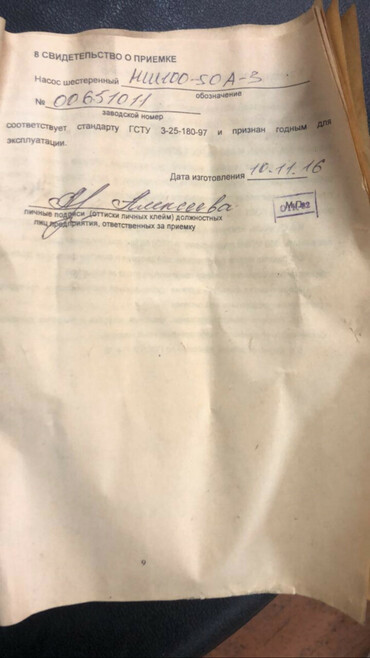 8 СВИДЕТЕЛЬСТВО О ПРИЕМКЕ
Насос шестеренный НШ100-50А-3
обозначение
№ 00651011
заводской номер
соответствует стандарту ГСТУ 3-25-180-97 и признан годным для
эксплуатации.
Дата изготовления 10.11.16
Алексеева
личные подписи (оттиски личных клейм) должностных
лиц предприятия, ответственных за приемку
9